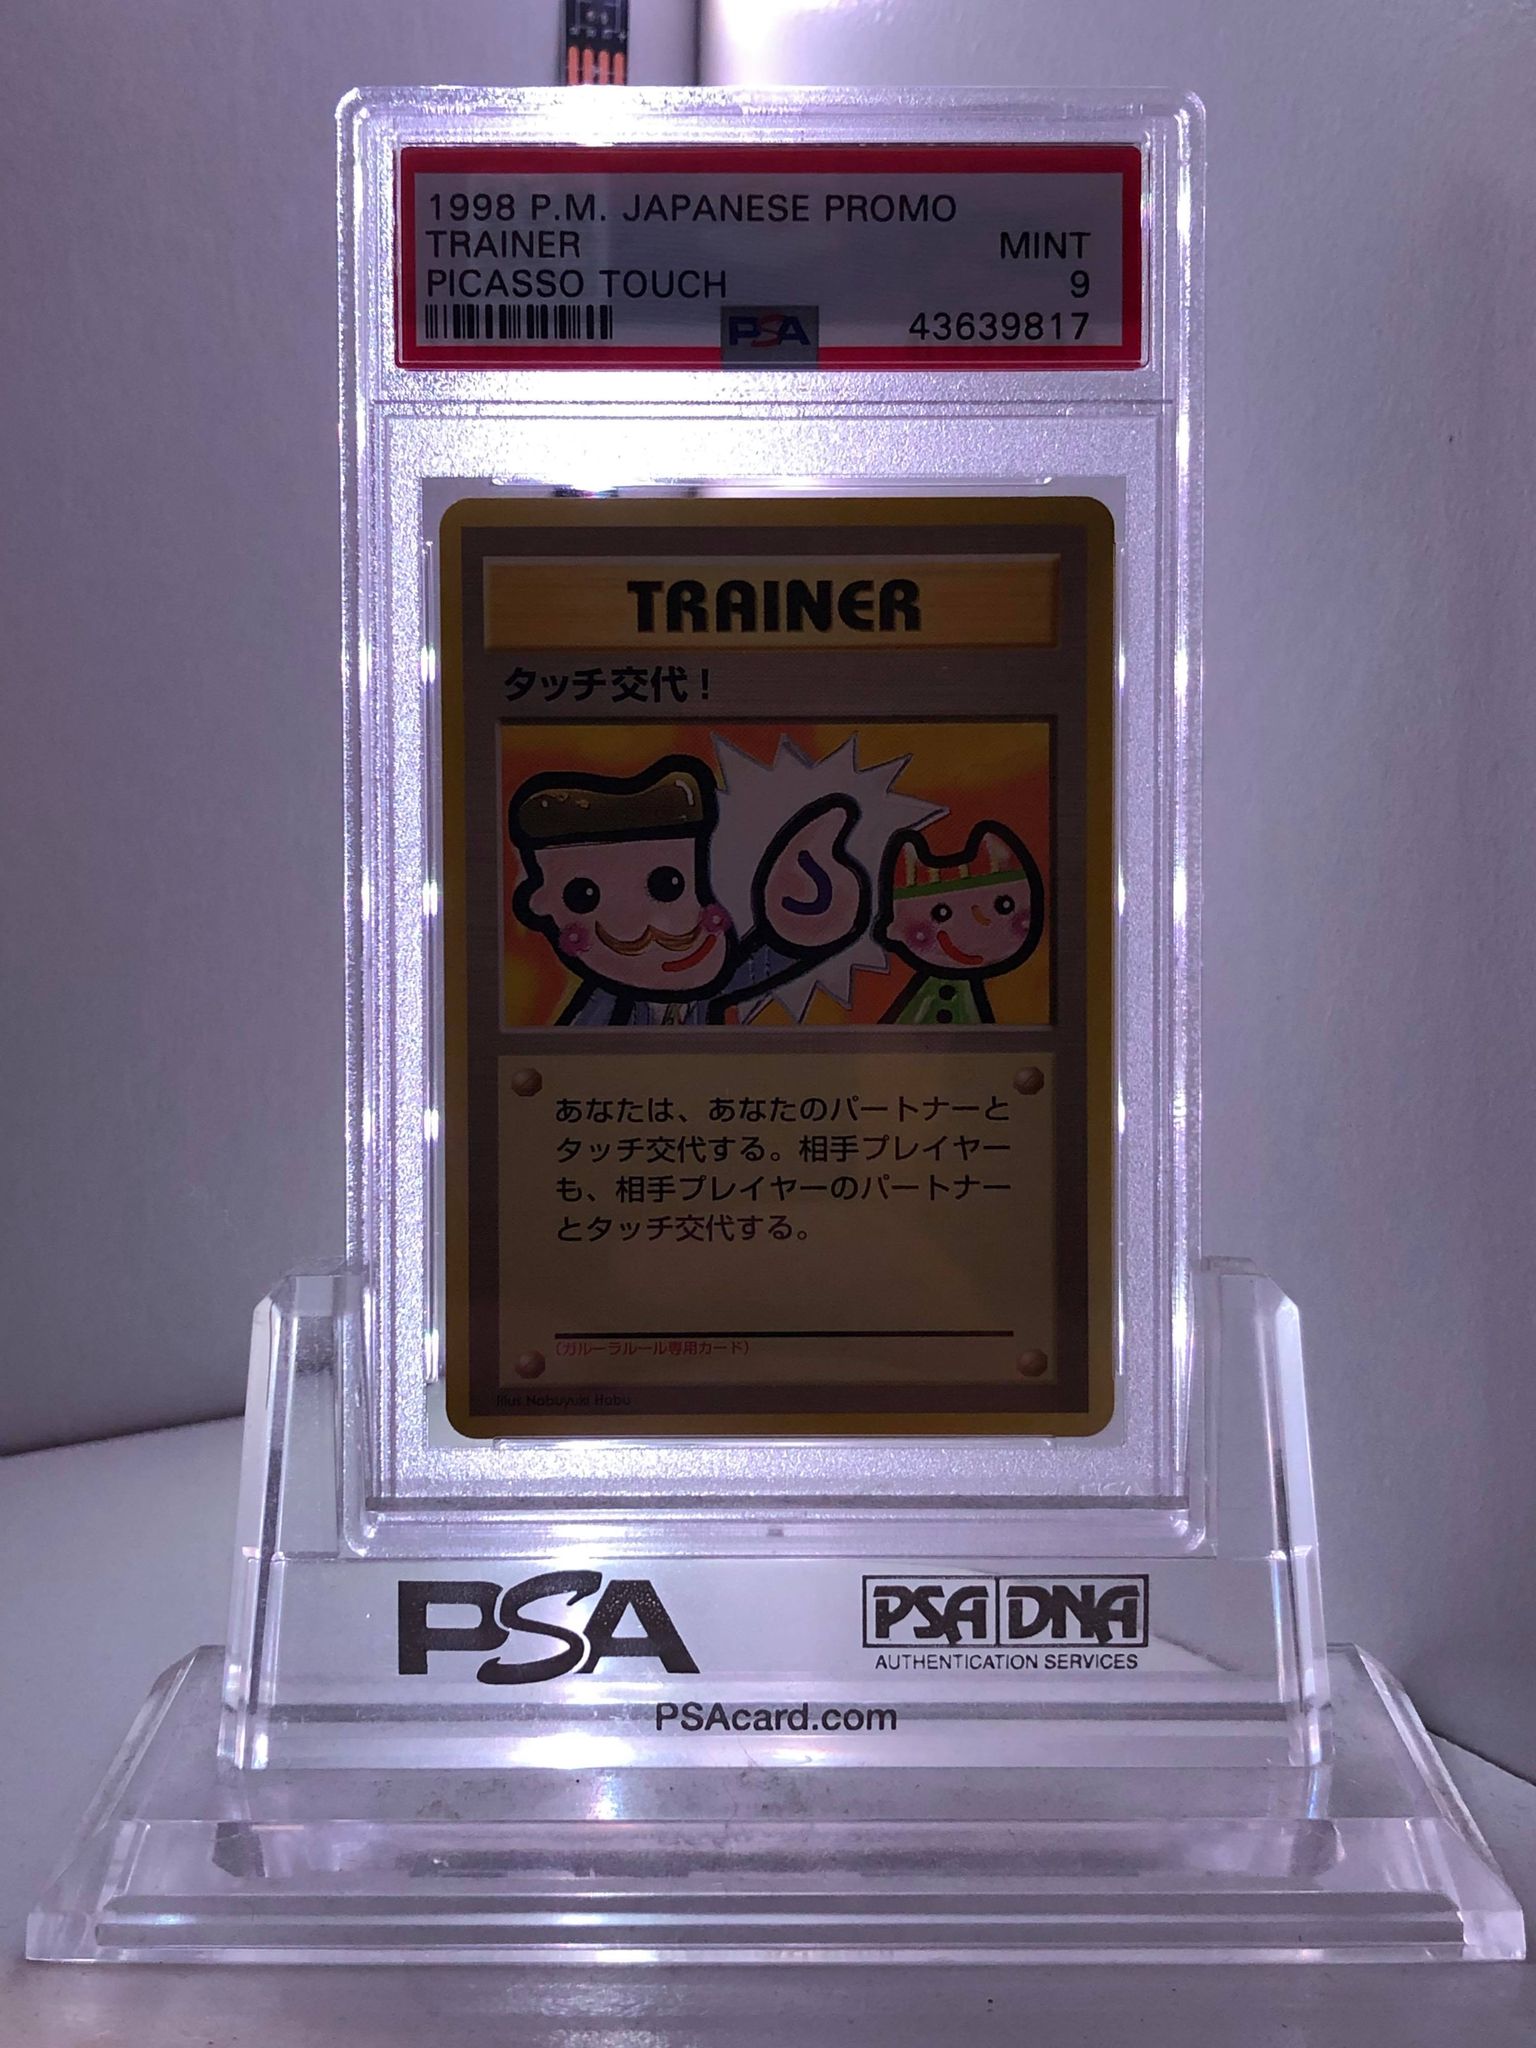 1998 P.M. JAPANESE PROMO
TRAINER MINT
PICASSO TOUCH 9
PSA 43639817
TRAINER
タッチ交代！
あなたは、あなたのパートナーと
タッチ交代する。相手プレイヤー
も、相手プレイヤーのパートナー
とタッチ交代する。
(ガルーラルール専用カード)
Illus. Nobuyuki Habu
PSA PSA DNA
AUTHENTICATION SERVICES
PSAcard.com